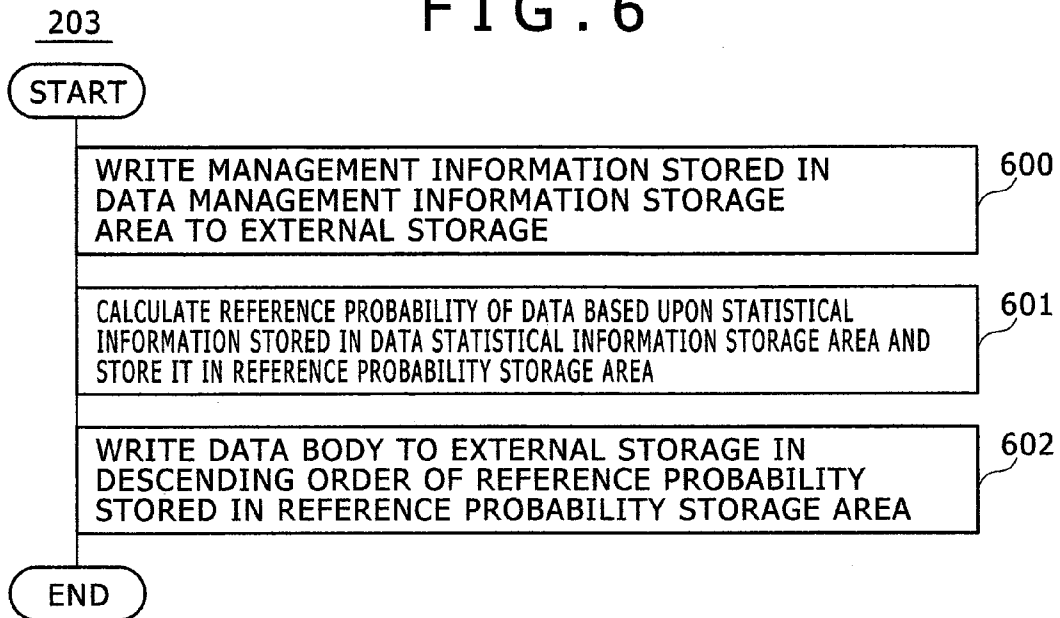 FIG.6
203
START
WRITE MANAGEMENT INFORMATION STORED IN
DATA MANAGEMENT INFORMATION STORAGE
AREA TO EXTERNAL STORAGE
600
CALCULATE REFERENCE PROBABILITY OF DATA BASED UPON STATISTICAL
INFORMATION STORED IN DATA STATISTICAL INFORMATION STORAGE AREA AND
STORE IT IN REFERENCE PROBABILITY STORAGE AREA
601
WRITE DATA BODY TO EXTERNAL STORAGE IN
DESCENDING ORDER OF REFERENCE PROBABILITY
STORED IN REFERENCE PROBABILITY STORAGE AREA
602
END